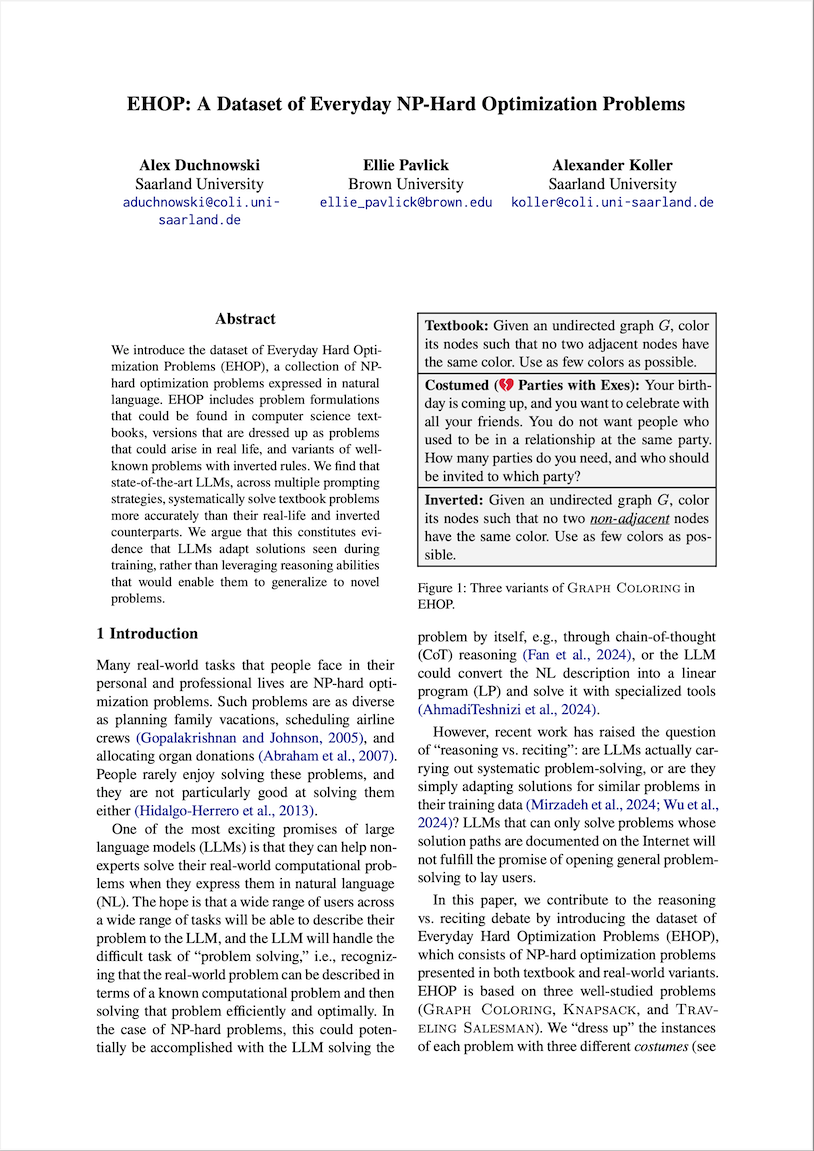 EHOP: A Dataset of Everyday NP-Hard Optimization Problems
Alex Duchnowski
Saarland University
aduchnowski@coli.uni-
saarland.de
Ellie Pavlick
Brown University
ellie_pavlick@brown.edu
Alexander Koller
Saarland University
koller@coli.uni-saarland.de
Abstract
We introduce the dataset of Everyday Hard Opti-
mization Problems (EHOP), a collection of NP-
hard optimization problems expressed in natural
language. EHOP includes problem formulations
that could be found in computer science text-
books, versions that are dressed up as problems
that could arise in real life, and variants of well-
known problems with inverted rules. We find that
state-of-the-art LLMs, across multiple prompting
strategies, systematically solve textbook problems
more accurately than their real-life and inverted
counterparts. We argue that this constitutes evi-
dence that LLMs adapt solutions seen during
training, rather than leveraging reasoning abilities
that would enable them to generalize to novel
problems.
1 Introduction
Many real-world tasks that people face in their
personal and professional lives are NP-hard opti-
mization problems. Such problems are as diverse
as planning family vacations, scheduling airline
crews (Gopalakrishnan and Johnson, 2005), and
allocating organ donations (Abraham et al., 2007).
People rarely enjoy solving these problems, and
they are not particularly good at solving them
either (Hidalgo-Herrero et al., 2013).
One of the most exciting promises of large
language models (LLMs) is that they can help non-
experts solve their real-world computational prob-
lems when they express them in natural language
(NL). The hope is that a wide range of users across
a wide range of tasks will be able to describe their
problem to the LLM, and the LLM will handle the
difficult task of “problem solving,” i.e., recogniz-
ing that the real-world problem can be described in
terms of a known computational problem and then
solving that problem efficiently and optimally. In
the case of NP-hard problems, this could poten-
tially be accomplished with the LLM solving the
Textbook: Given an undirected graph G, color
its nodes such that no two adjacent nodes have
the same color. Use as few colors as possible.
Costumed (💔 Parties with Exes): Your birth-
day is coming up, and you want to celebrate with
all your friends. You do not want people who
used to be in a relationship at the same party.
How many parties do you need, and who should
be invited to which party?
Inverted: Given an undirected graph G, color
its nodes such that no two non-adjacent nodes
have the same color. Use as few colors as pos-
sible.
Figure 1: Three variants of GRAPH COLORING in
EHOP.
problem by itself, e.g., through chain-of-thought
(CoT) reasoning (Fan et al., 2024), or the LLM
could convert the NL description into a linear
program (LP) and solve it with specialized tools
(AhmadiTeshnizi et al., 2024).
However, recent work has raised the question
of “reasoning vs. reciting”: are LLMs actually car-
rying out systematic problem-solving, or are they
simply adapting solutions for similar problems in
their training data (Mirzadeh et al., 2024; Wu et al.,
2024)? LLMs that can only solve problems whose
solution paths are documented on the Internet will
not fulfill the promise of opening general problem-
solving to lay users.
In this paper, we contribute to the reasoning
vs. reciting debate by introducing the dataset of
Everyday Hard Optimization Problems (EHOP),
which consists of NP-hard optimization problems
presented in both textbook and real-world variants.
EHOP is based on three well-studied problems
(GRAPH COLORING, KNAPSACK, and TRAV-
ELING SALESMAN). We “dress up” the instances
of each problem with three different costumes (see